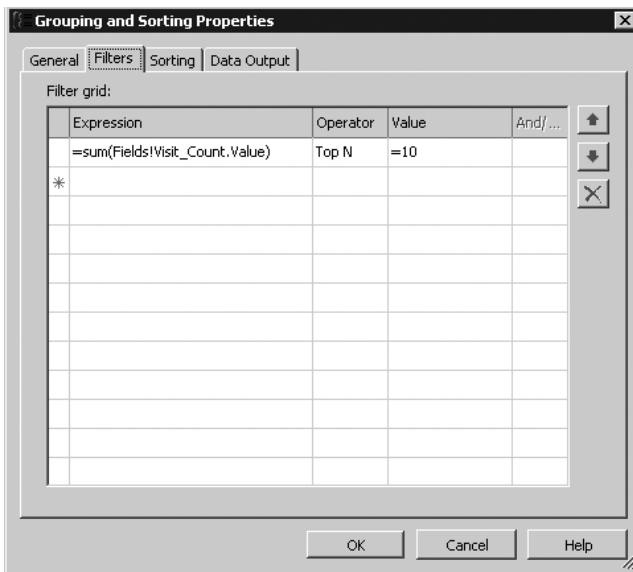 Grouping and Sorting Properties
General Filters Sorting Data Output
Filter grid:
Expression Operator Value And/...
=sum(Fields!Visit_Count.Value) Top N =10
OK Cancel Help